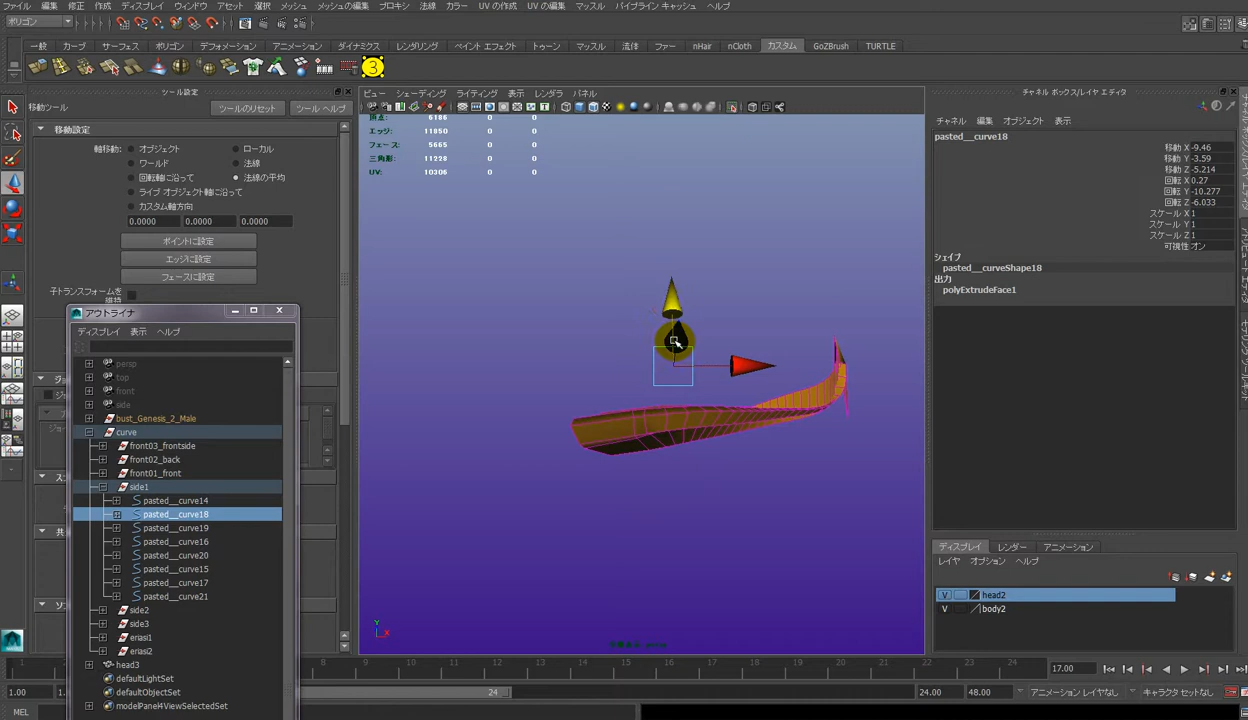 ファイル 編集 修正 作成 ディスプレイ ウィンドウ アセット 選択 メッシュ メッシュの編集 プロキシ 法線 カラー UV の作成 UV の編集 マッスル パイプライン キャッシュ ヘルプ
ポリゴン
一般 カーブ サーフェス ポリゴン デフォメーション アニメーション ダイナミクス レンダリング ペイント エフェクト トゥーン マッスル 流体 ファー nHair nCloth カスタム GoZBrush TURTLE
3
ツール設定
移動ツール ツールのリセット ツール ヘルプ
移動設定
軸移動: オブジェクト ローカル
ワールド 法線
回転軸に沿って 法線の平均
ライブ オブジェクト軸に沿って
カスタム軸方向
0.0000 0.0000 0.0000
ポイントに設定
エッジに設定
フェースに設定
子トランスフォームを
維持
アウトライナ
ディスプレイ 表示 ヘルプ
persp
top
front
side
bust_Genesis_2_Male
curve
front03_frontside
front02_back
front01_front
side1
pasted__curve14
pasted__curve18
pasted__curve19
pasted__curve16
pasted__curve20
pasted__curve15
pasted__curve17
pasted__curve21
side2
side3
eriasi1
eriasi2
head3
defaultLightSet
defaultObjectSet
modelPanel4ViewSelectedSet
ビュー シェーディング ライティング 表示 レンダラ パネル
頂点: 6186 0 0
エッジ: 11850 0 0
フェース: 5665 0 0
三角形: 11228 0 0
UV: 10306 0 0
Y
X
チャネル ボックス/レイヤ エディタ
チャネル 編集 オブジェクト 表示
pasted__curve18
移動 X -9.46
移動 Y -3.59
移動 Z -5.214
回転 X 0.27
回転 Y -10.277
回転 Z -6.033
スケール X 1
スケール Y 1
スケール Z 1
可視性 オン
シェイプ
pasted__curveShape18
出力
polyExtrudeFace1
ディスプレイ レンダー アニメーション
レイヤ オプション ヘルプ
V head2
V body2
1 8 9 10 11 12 13 14 15 16 17 18 19 20 21 22 23 24 17.00
1.00 24 24.00 48.00 アニメーション レイヤなし キャラクタ セットなし
MEL